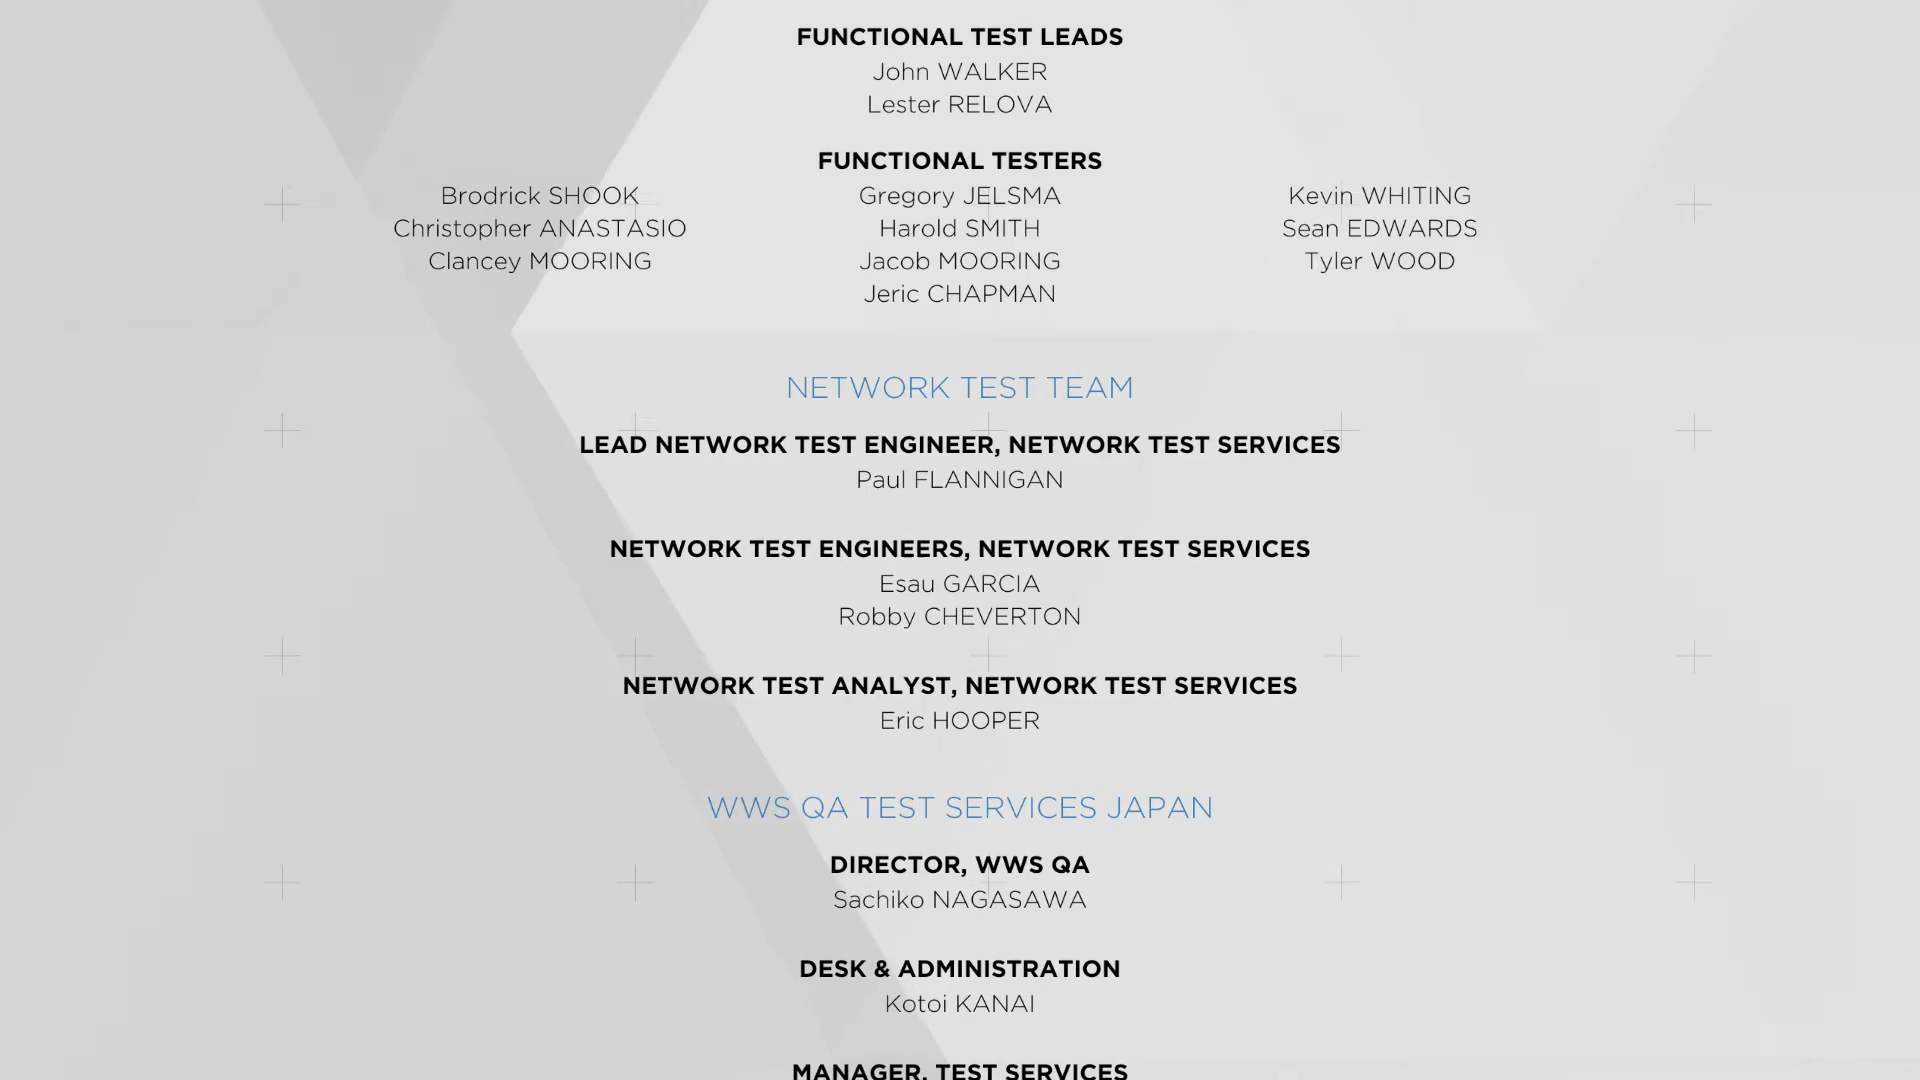 FUNCTIONAL TEST LEADS
John WALKER
Lester RELOVA
FUNCTIONAL TESTERS
Brodrick SHOOK Gregory JELSMA Kevin WHITING
Christopher ANASTASIO Harold SMITH Sean EDWARDS
Clancey MOORING Jacob MOORING Tyler WOOD
Jeric CHAPMAN
NETWORK TEST TEAM
LEAD NETWORK TEST ENGINEER, NETWORK TEST SERVICES
Paul FLANNIGAN
NETWORK TEST ENGINEERS, NETWORK TEST SERVICES
Esau GARCIA
Robby CHEVERTON
NETWORK TEST ANALYST, NETWORK TEST SERVICES
Eric HOOPER
WWS QA TEST SERVICES JAPAN
DIRECTOR, WWS QA
Sachiko NAGASAWA
DESK & ADMINISTRATION
Kotoi KANAI
MANAGER, TEST SERVICES